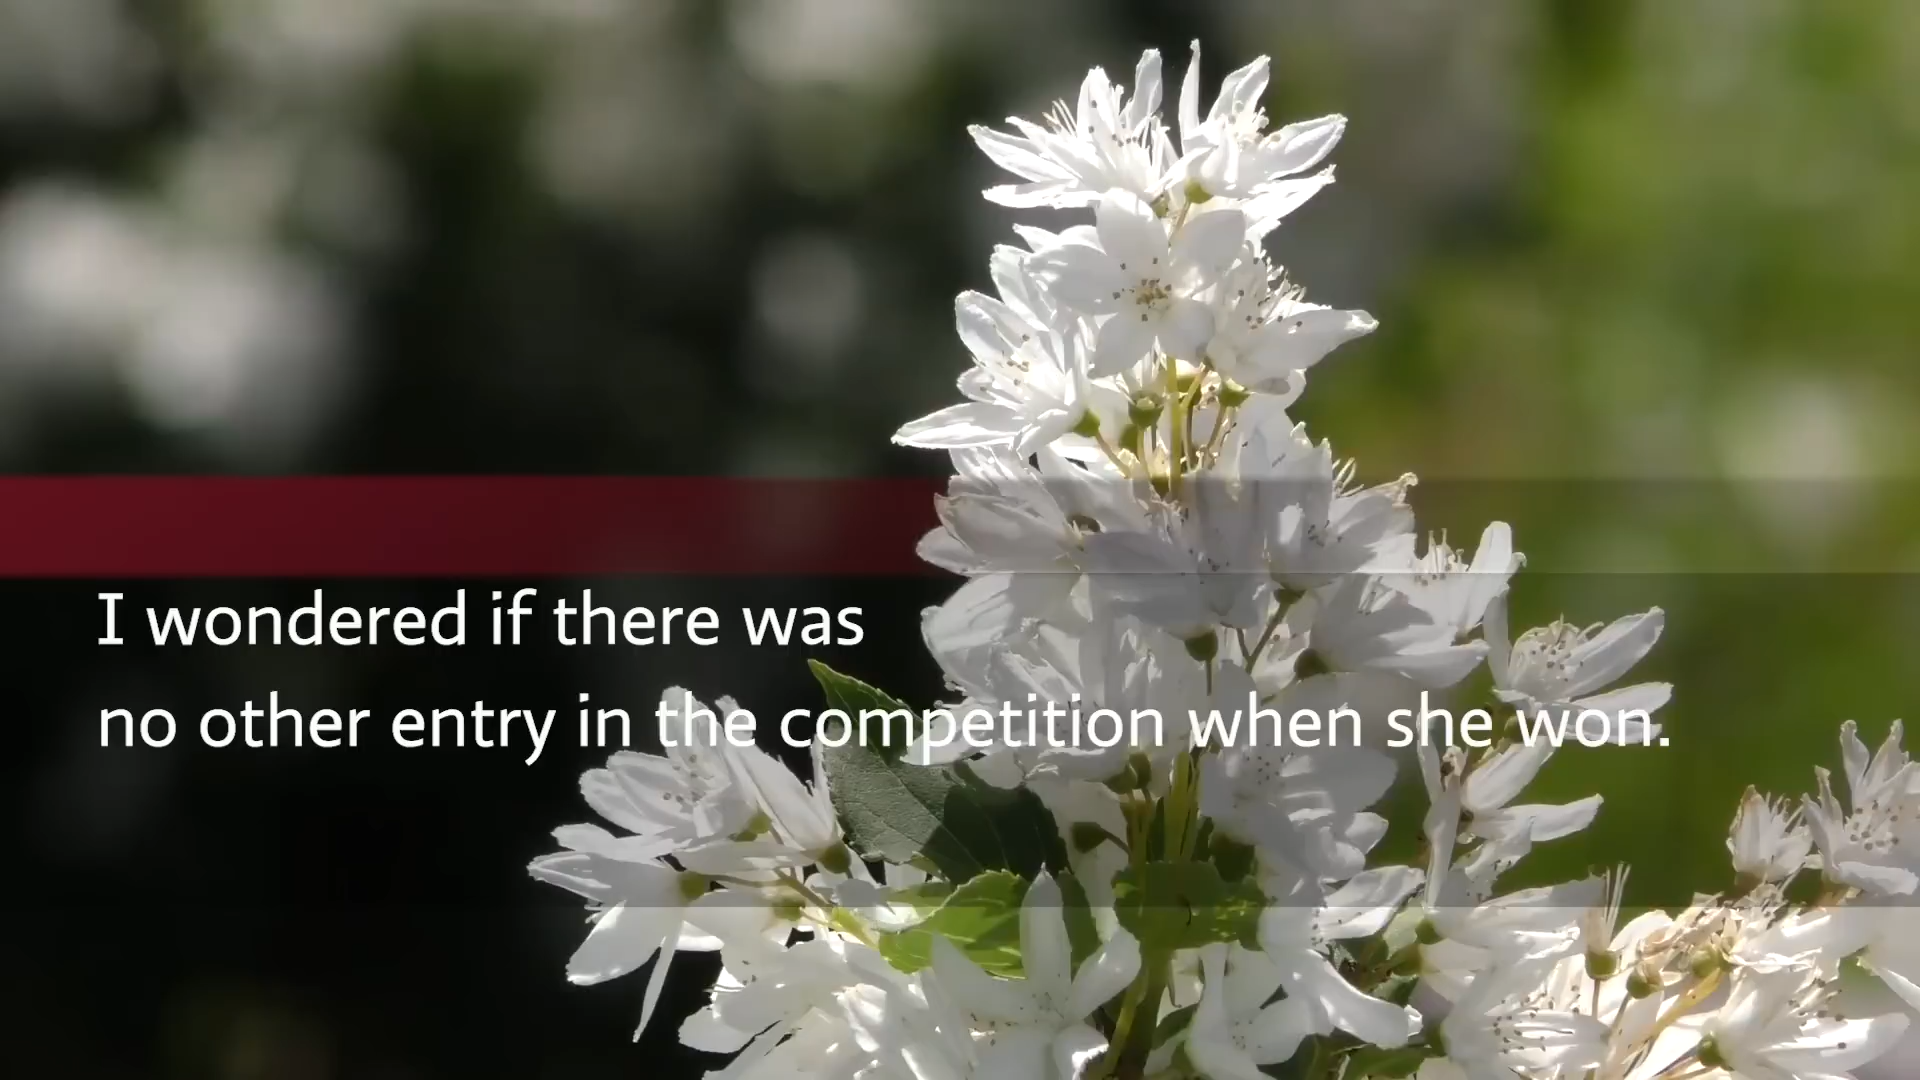 I wondered if there was
no other entry in the competition when she won.